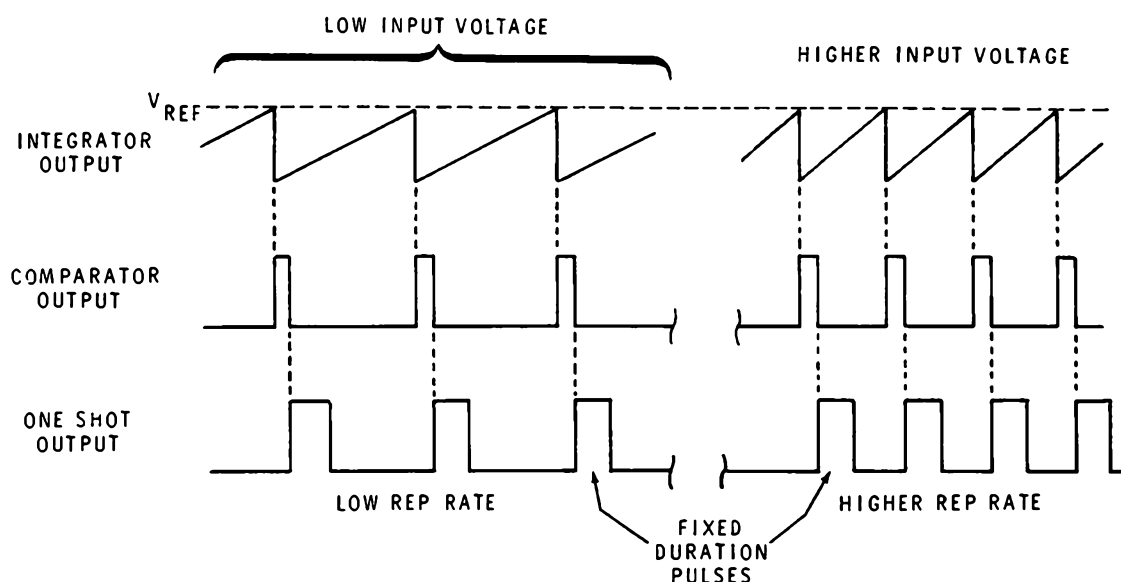 LOW INPUT VOLTAGE
HIGHER INPUT VOLTAGE
VREF
INTEGRATOR
OUTPUT
COMPARATOR
OUTPUT
ONE SHOT
OUTPUT
LOW REP RATE
HIGHER REP RATE
FIXED
DURATION
PULSES